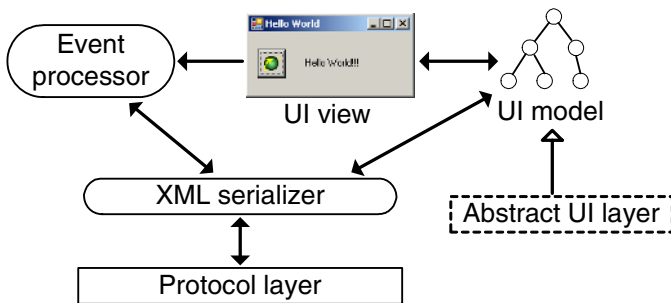 Event
processor
Hello World
Hello World!!!
UI view
UI model
XML serializer
Abstract UI layer
Protocol layer